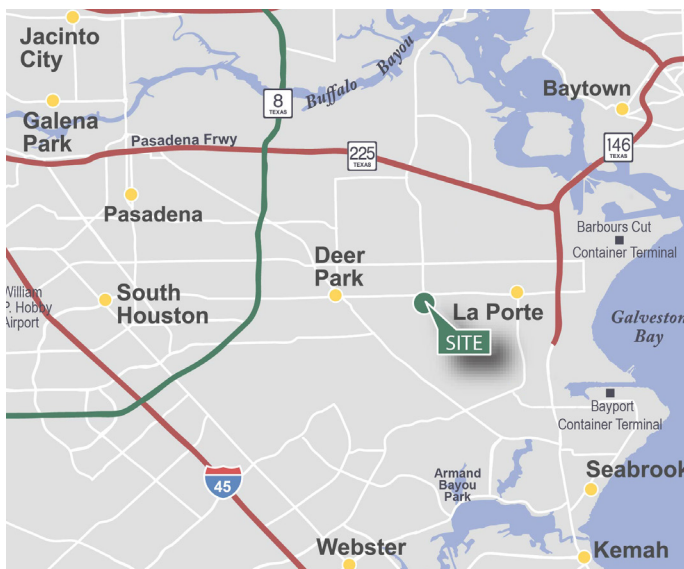 Jacinto
City
Buffalo Bayou
8
TEXAS
Baytown
Galena
Park
Pasadena Frwy
225
TEXAS
146
TEXAS
Pasadena
Barbours Cut
Container Terminal
Deer
Park
William
P. Hobby
Airport
South
Houston
La Porte
Galveston
Bay
SITE
Bayport
Container Terminal
Armand
Bayou
Park
Seabrook
45
Webster
Kemah